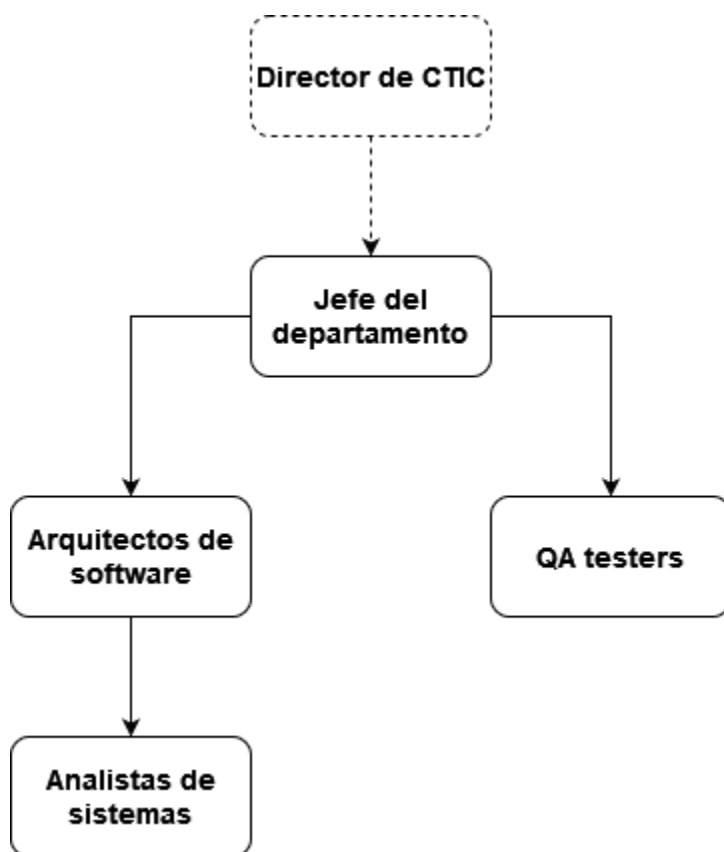 Director de CTIC
Jefe del
departamento
Arquitectos de
software
QA testers
Analistas de
sistemas